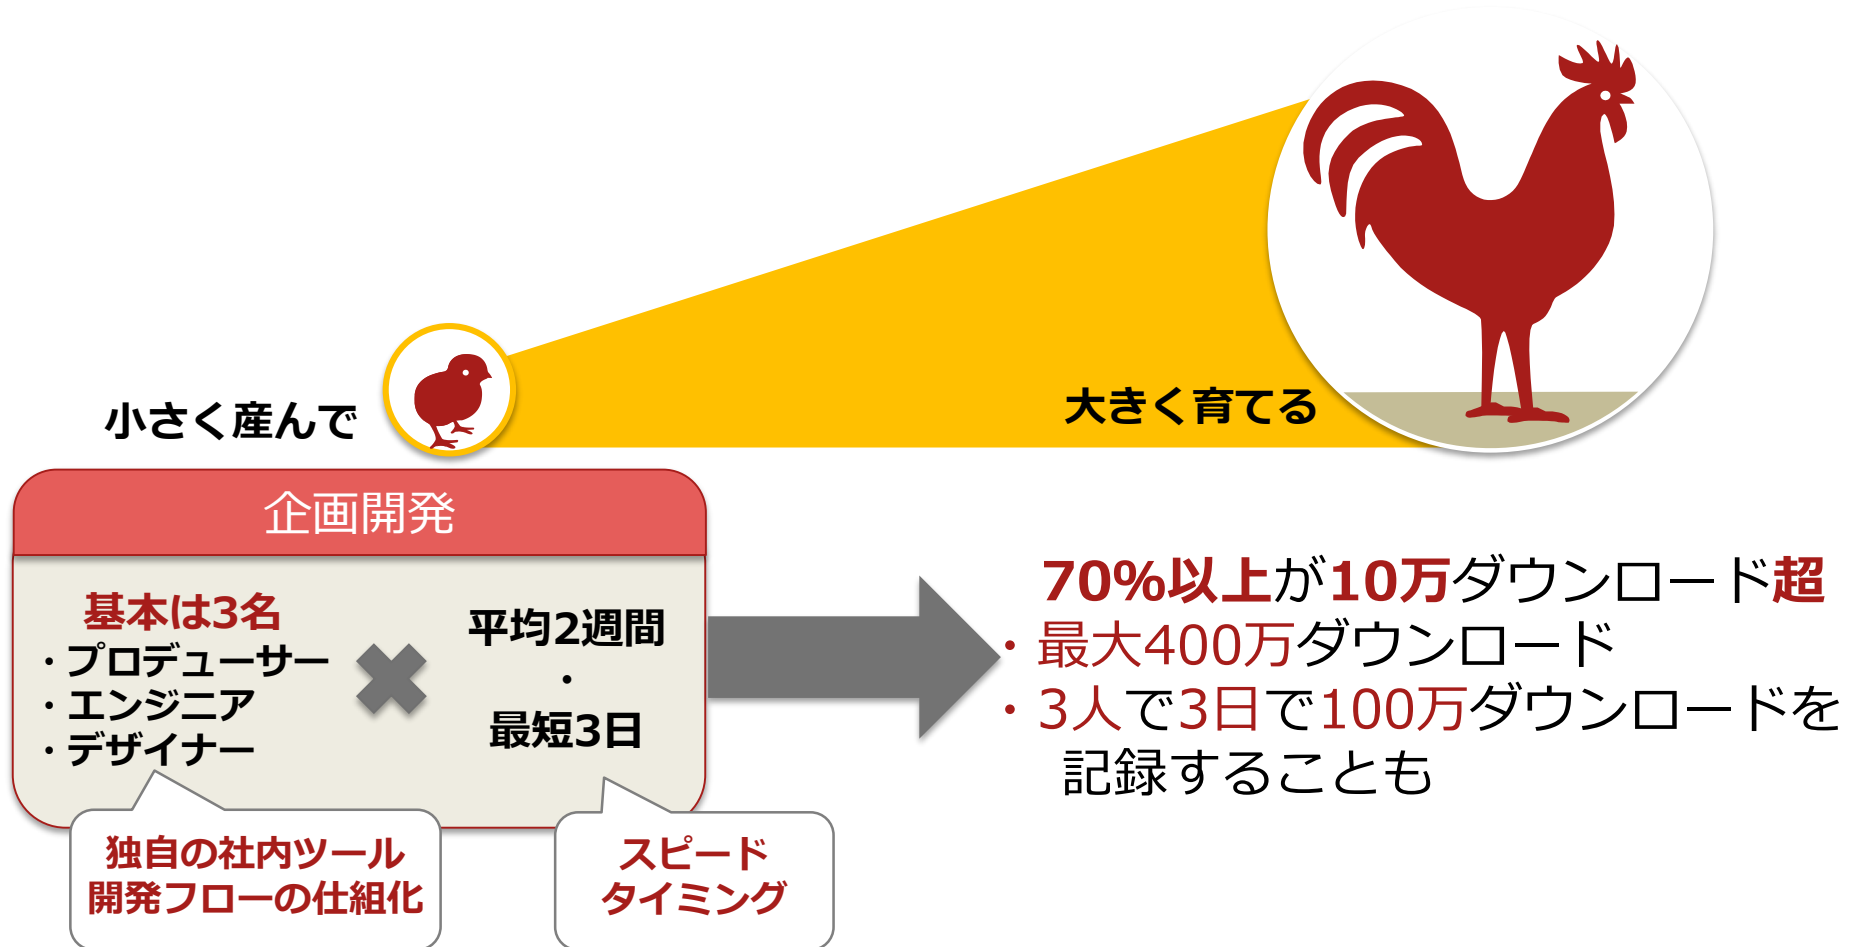 小さく産んで
大きく育てる
企画開発
基本は3名
・プロデューサー
・エンジニア
・デザイナー
平均2週間
・
最短3日
独自の社内ツール
開発フローの仕組化
スピード
タイミング
70%以上が10万ダウンロード超
・最大400万ダウンロード
・3人で3日で100万ダウンロードを
記録することも